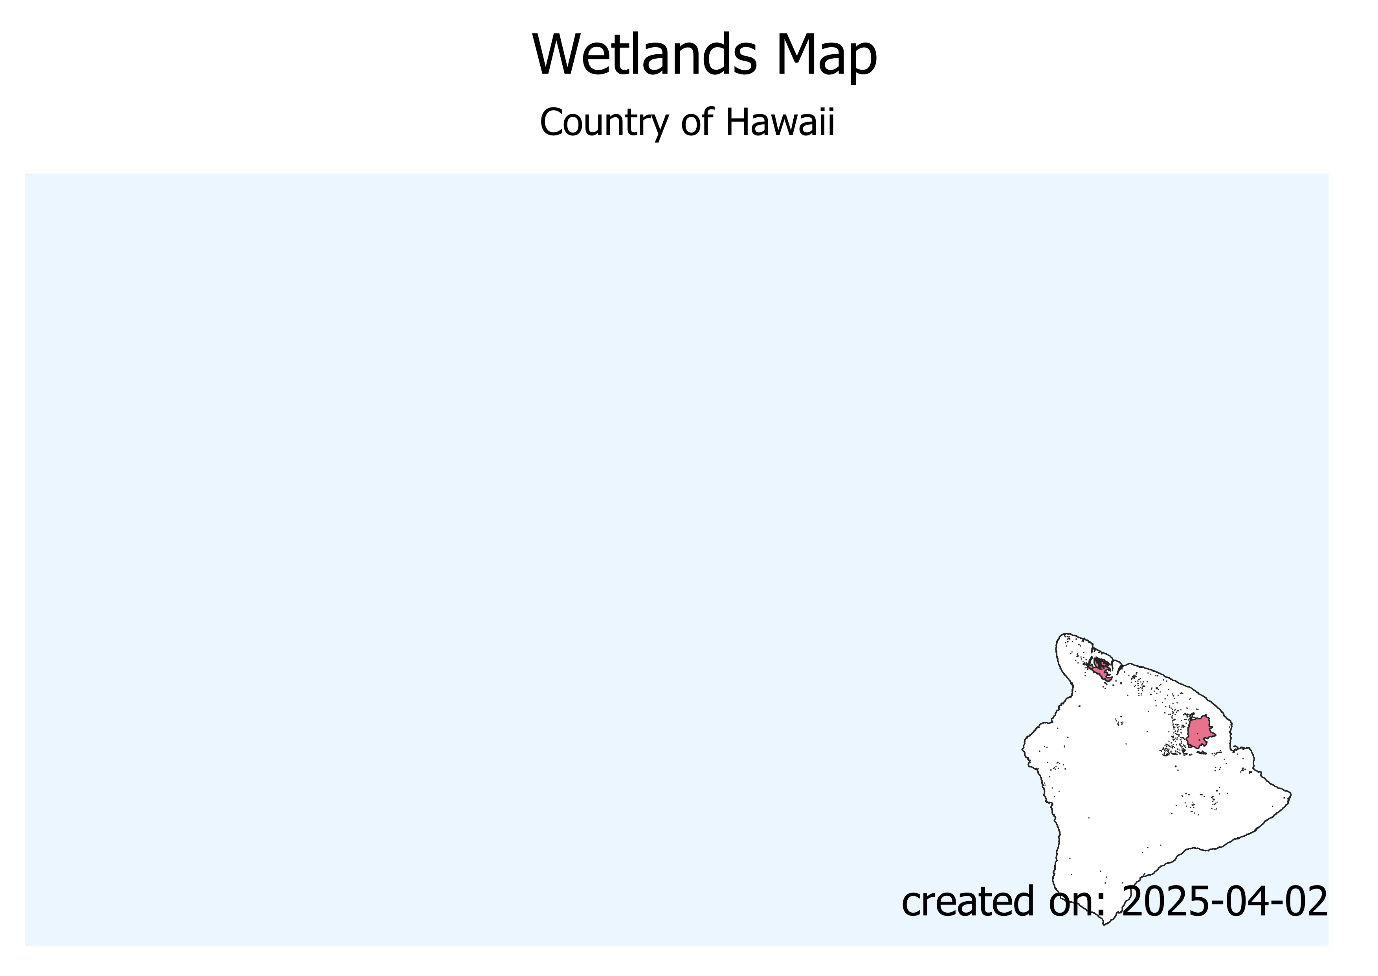 Wetlands Map
Country of Hawaii
created on: 2025-04-02